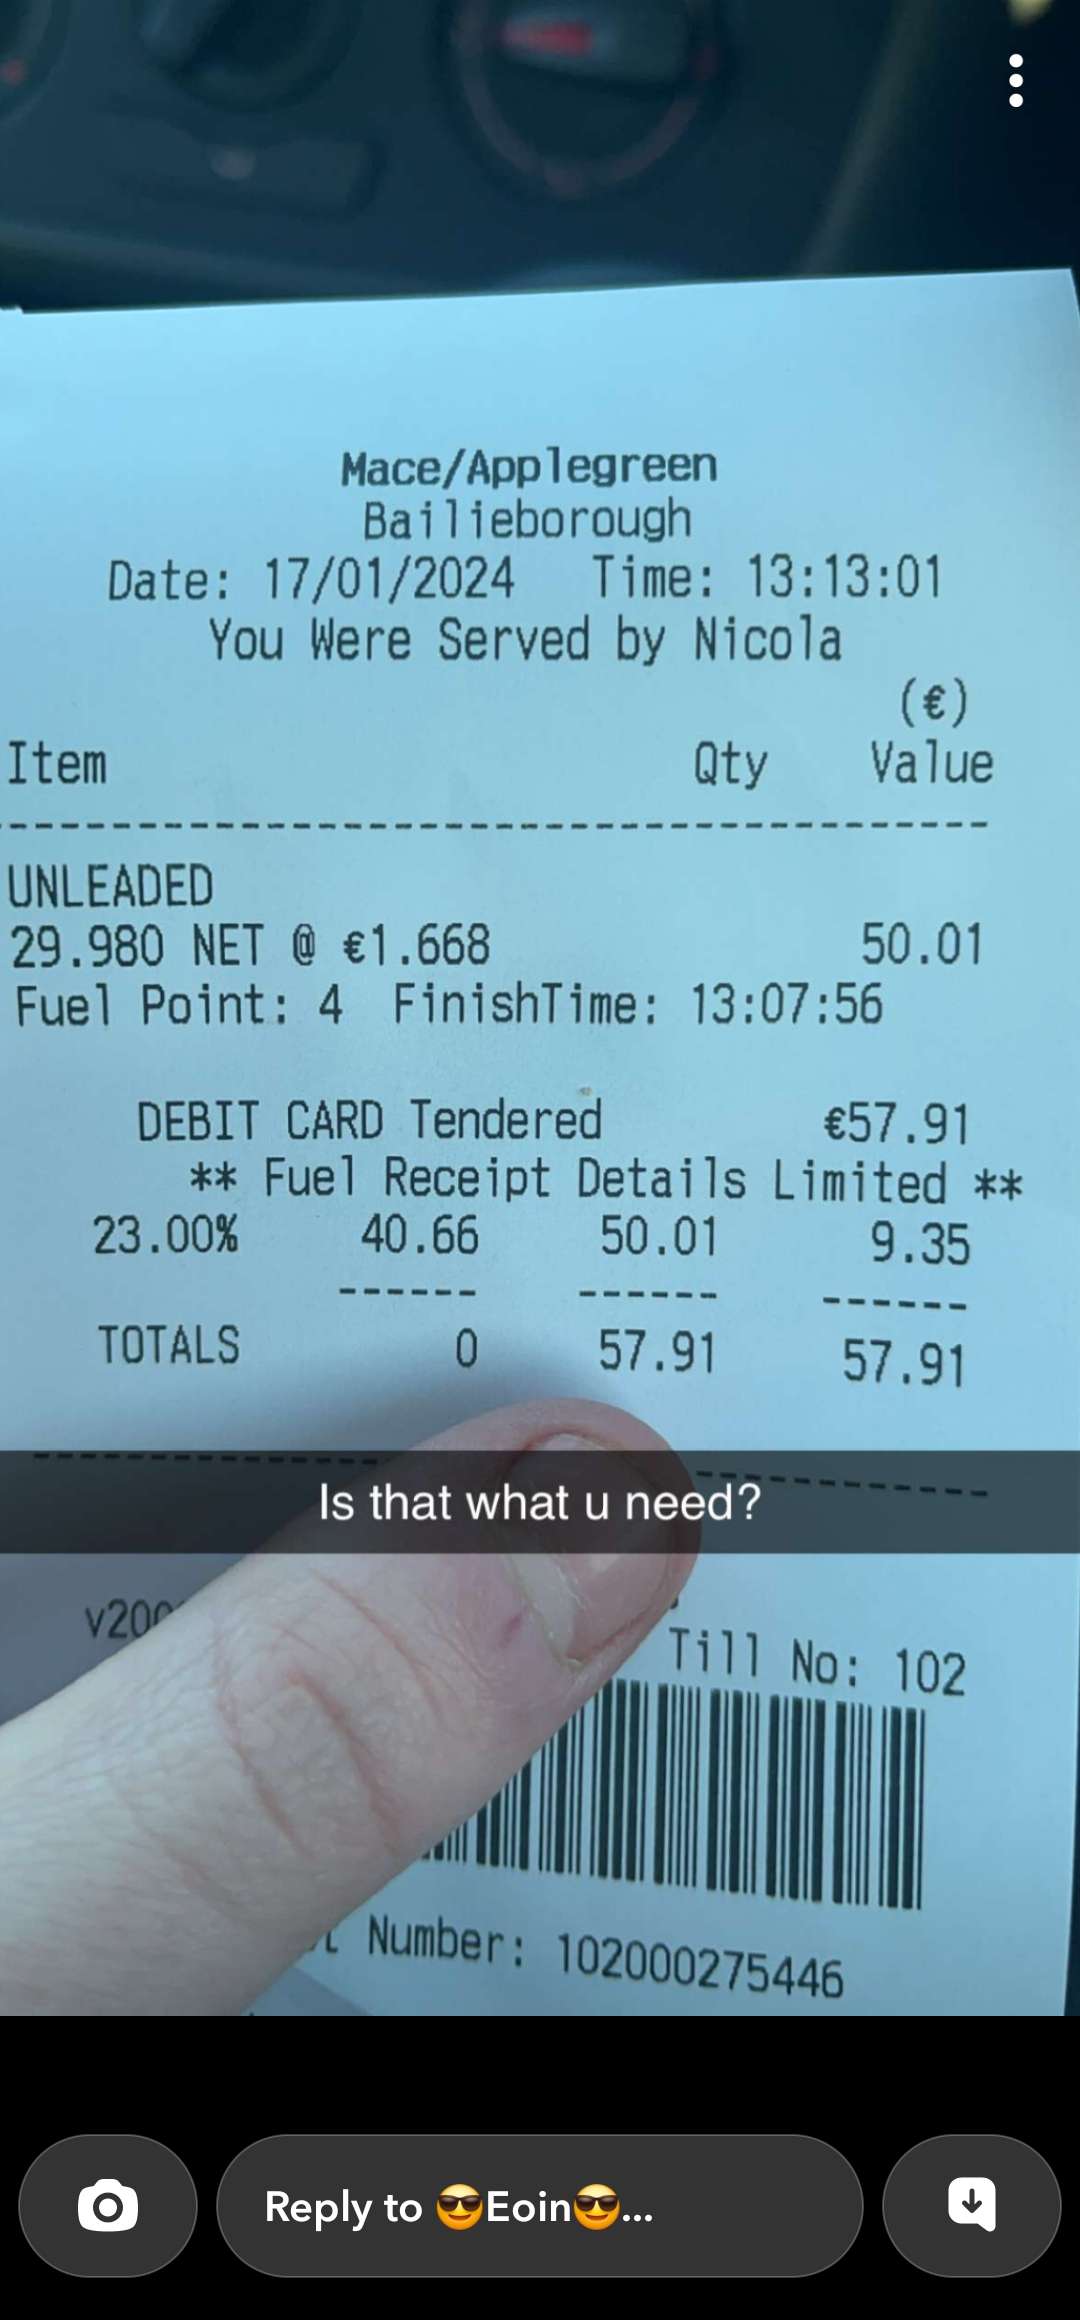 Mace/Applegreen
Bailieborough
Date: 17/01/2024 Time: 13:13:01
You Were Served by Nicola
(€)
Item Qty Value
UNLEADED
29.980 NET @ €1.668 50.01
Fuel Point: 4 FinishTime: 13:07:56
DEBIT CARD Tendered €57.91
** Fuel Receipt Details Limited **
23.00% 40.66 50.01 9.35
TOTALS 0 57.91 57.91
Is that what u need?
Till No: 102
Number: 102000275446
Reply to 😎Eoin😎...